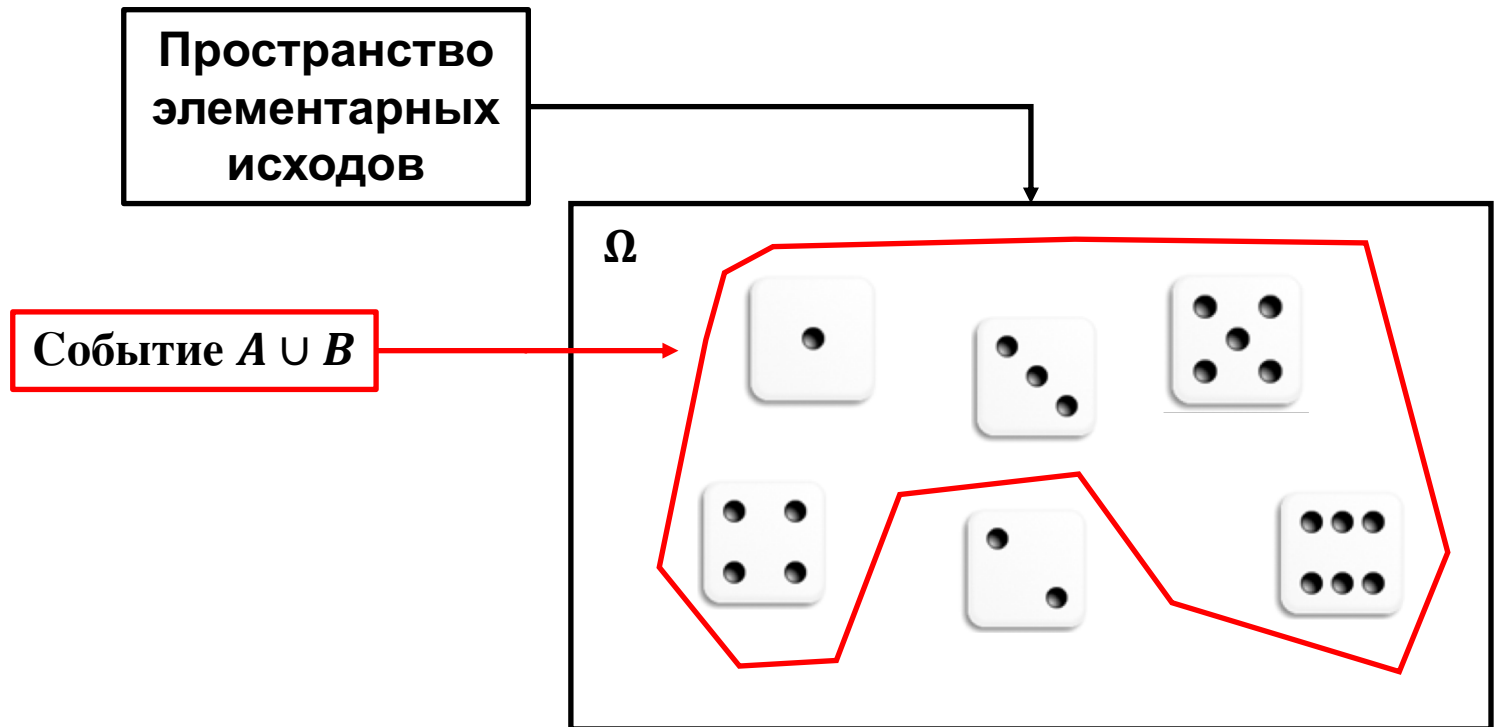 Пространство
элементарных
исходов
Ω
Событие A ∪ B